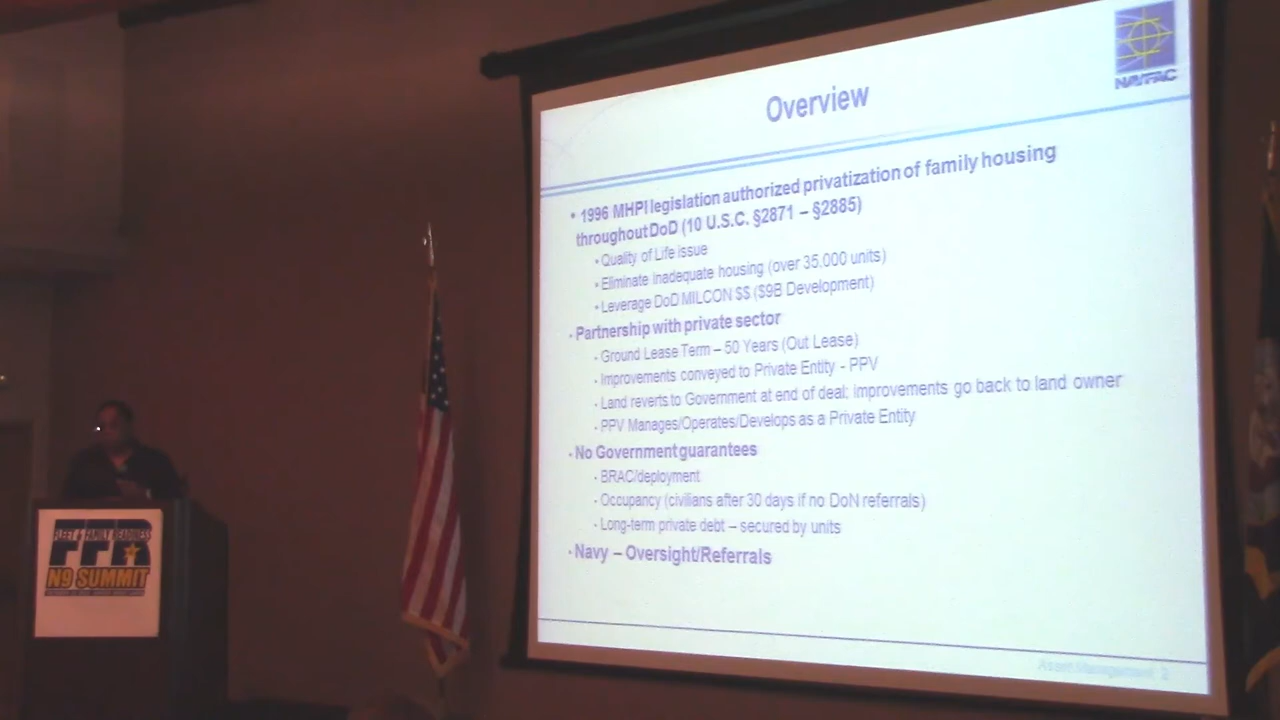 NAVFAC
Overview
• 1996 MHPI legislation authorized privatization of family housing
throughout DoD (10 U.S.C. §2871 – §2885)
• Quality of Life issue
• Eliminate inadequate housing (over 35.000 units)
• Leverage DoD MILCON $$ ($9B Development)
• Partnership with private sector
• Ground Lease Term – 50 Years (Out Lease)
• Improvements conveyed to Private Entity - PPV
• Land reverts to Government at end of deal; improvements go back to land owner
• PPV Manages/Operates/Develops as a Private Entity
• No Government guarantees
• BRAC/deployment
• Occupancy (civilians after 30 days if no DoN referrals)
• Long-term private debt – secured by units
• Navy – Oversight/Referrals
Asset Management 2
FLEET & FAMILY READINESS
FFR
N9 SUMMIT